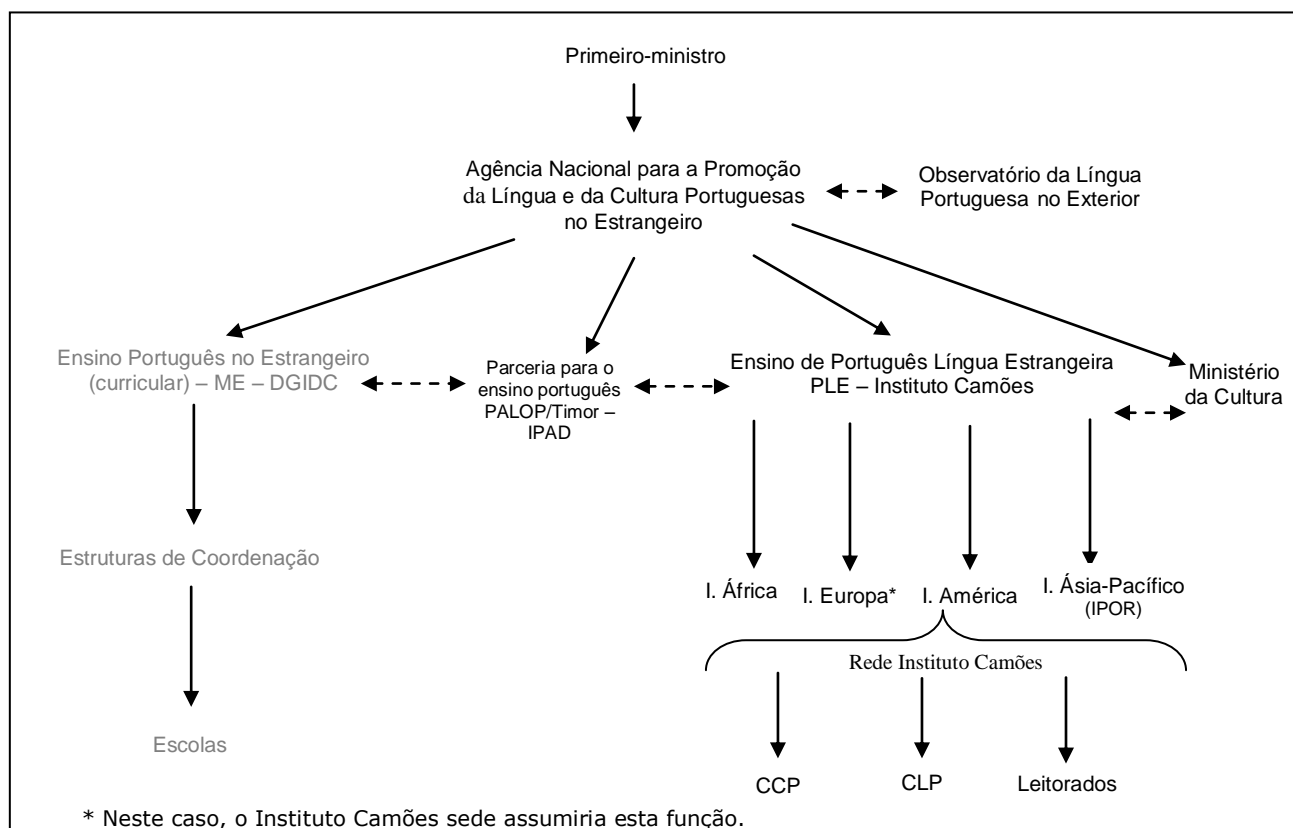 Primeiro-ministro
Agência Nacional para a Promoção
da Língua e da Cultura Portuguesas
no Estrangeiro
Observatório da Língua
Portuguesa no Exterior
Ensino Português no Estrangeiro
(curricular) – ME – DGIDC
Parceria para o
ensino português
PALOP/Timor –
IPAD
Ensino de Português Língua Estrangeira
PLE – Instituto Camões
Ministério
da Cultura
Estruturas de Coordenação
Escolas
I. África
I. Europa*
I. América
I. Ásia-Pacífico
(IPOR)
Rede Instituto Camões
CCP
CLP
Leitorados
* Neste caso, o Instituto Camões sede assumiria esta função.